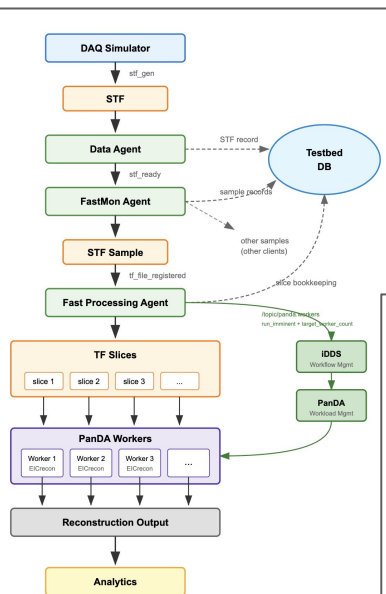 DAQ Simulator
stf_gen
STF
STF record
Data Agent
Testbed
DB
stf_ready
sample records
FastMon Agent
other samples
(other clients)
STF Sample
tf_file_registered
slice bookkeeping
Fast Processing Agent
/topic/panda.workers
run_imminent + target_worker_count
TF Slices
iDDS
Workflow Mgmt
slice 1
slice 2
slice 3
...
PanDA
Workload Mgmt
PanDA Workers
Worker 1
EICrecon
Worker 2
EICrecon
Worker 3
EICrecon
...
Reconstruction Output
Analytics